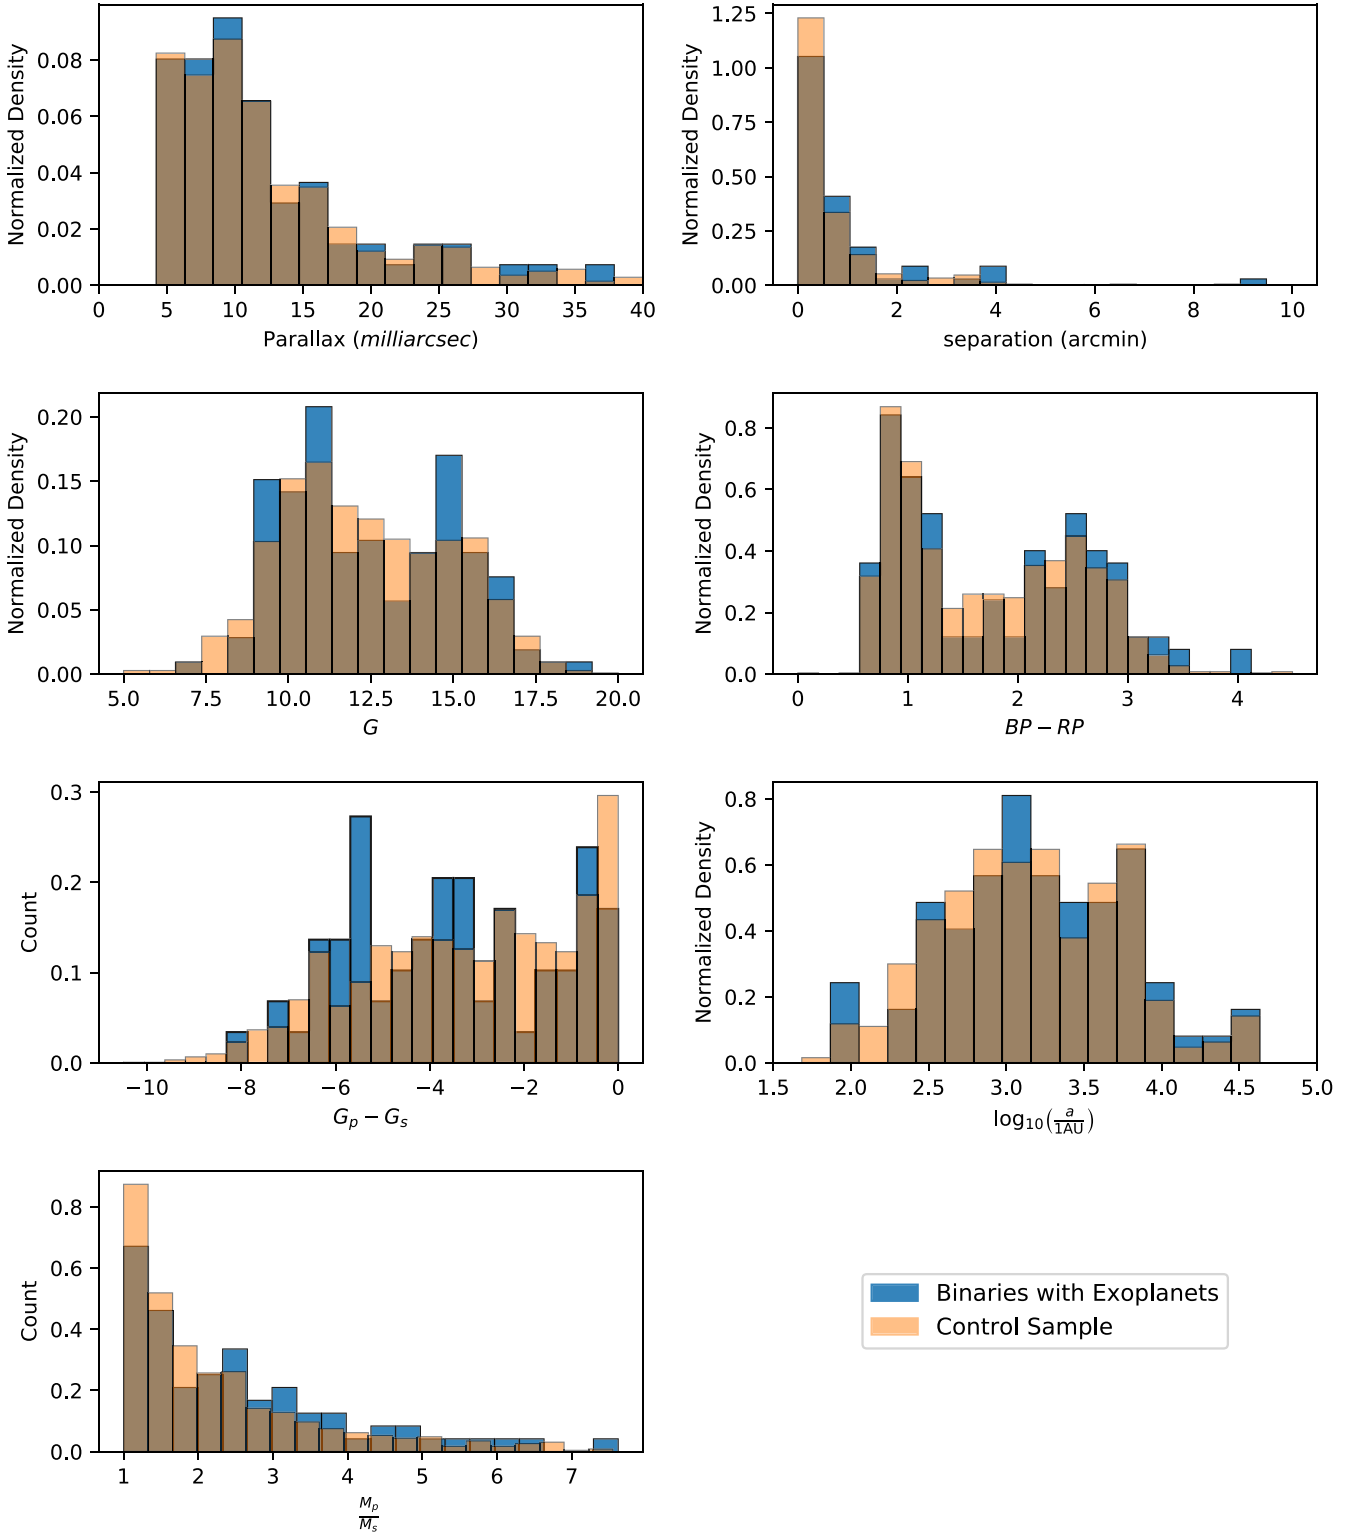 0.08
0.06
0.04
0.02
0.00
Normalized Density
0 5 10 15 20 25 30 35 40
Parallax (milliarcsec)
1.25
1.00
0.75
0.50
0.25
0.00
Normalized Density
0 2 4 6 8 10
separation (arcmin)
0.20
0.15
0.10
0.05
0.00
Normalized Density
5.0 7.5 10.0 12.5 15.0 17.5 20.0
G
0.8
0.6
0.4
0.2
0.0
Normalized Density
0 1 2 3 4
BP − RP
0.3
0.2
0.1
0.0
Count
−10 −8 −6 −4 −2 0
G_p − G_s
0.8
0.6
0.4
0.2
0.0
Normalized Density
1.5 2.0 2.5 3.0 3.5 4.0 4.5 5.0
log₁₀(a/1AU)
0.8
0.6
0.4
0.2
0.0
Count
1 2 3 4 5 6 7
M_p/M_s
Binaries with Exoplanets
Control Sample